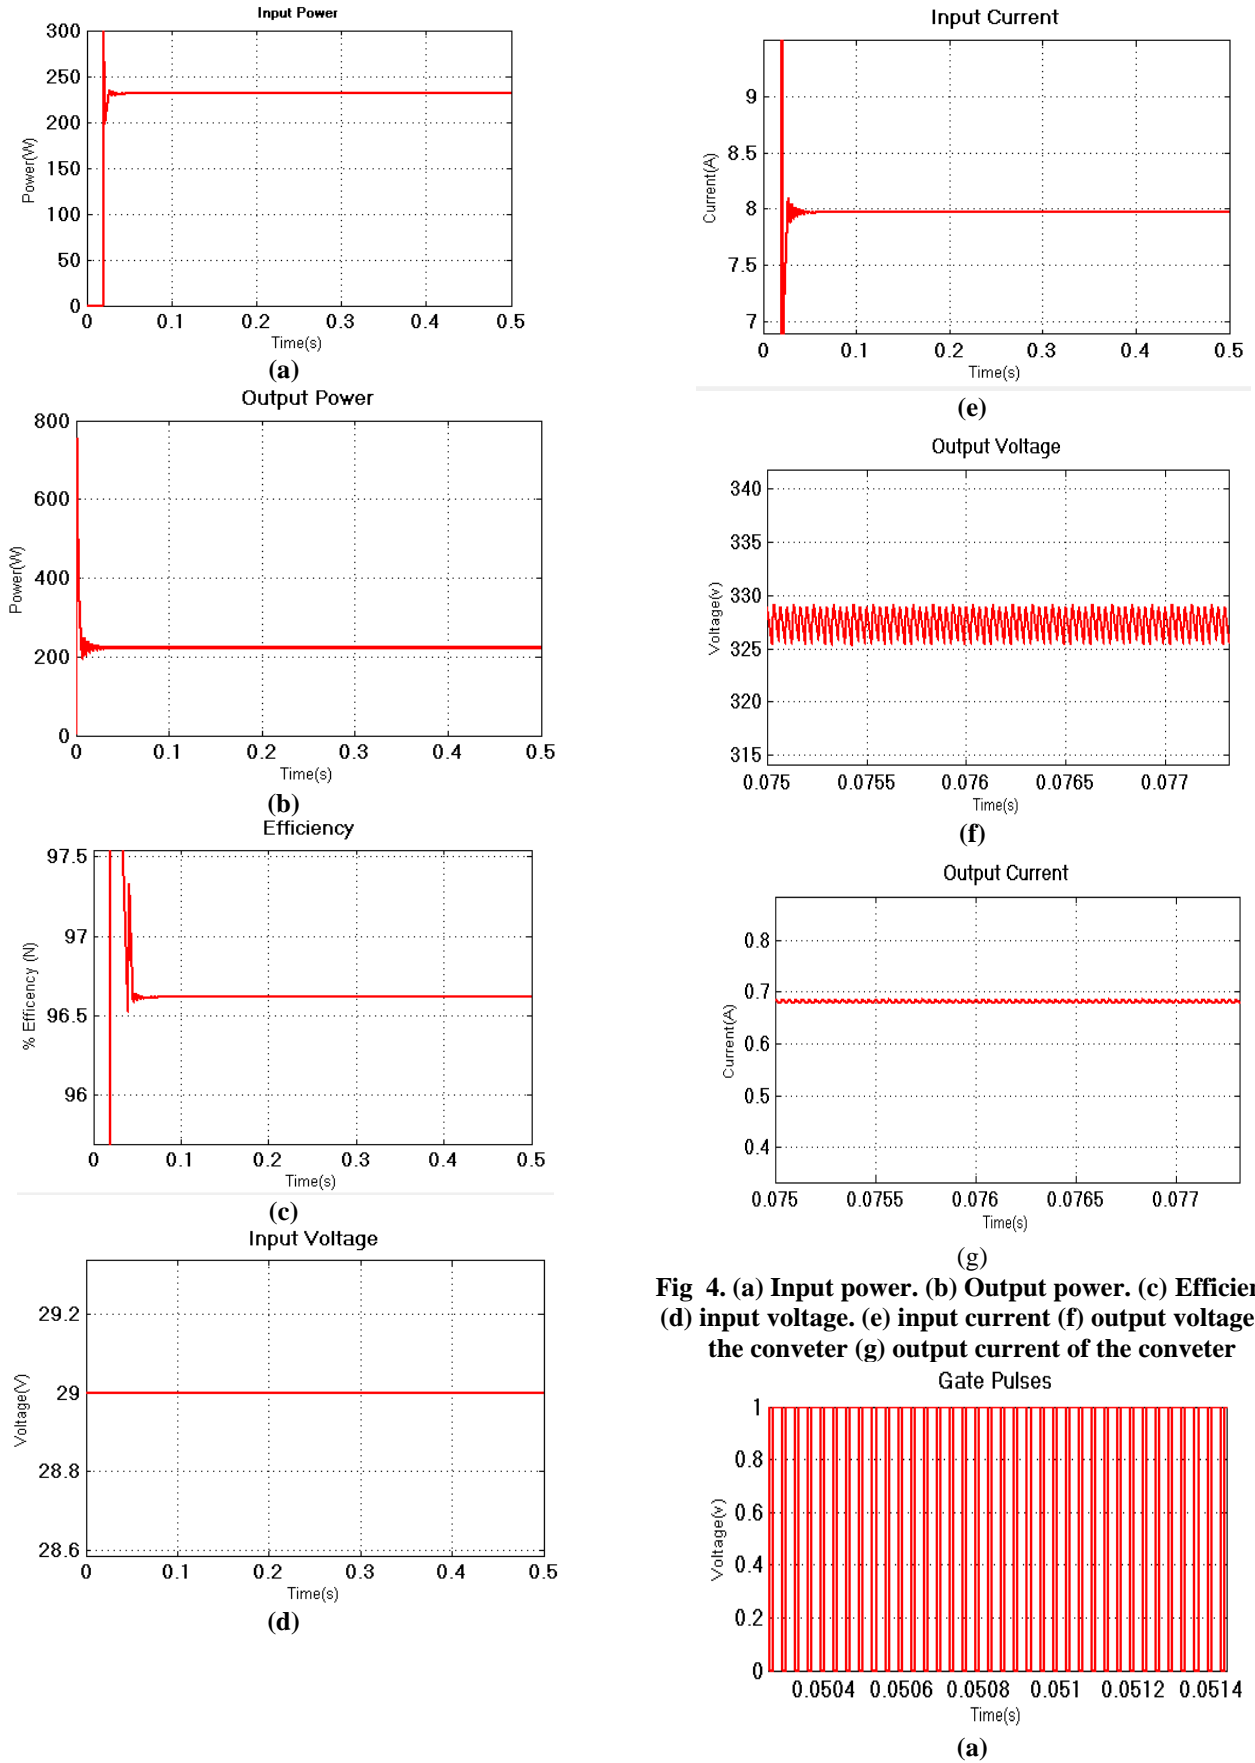 Input Power
300
250
200
150
100
50
0
Power(W)
0 0.1 0.2 0.3 0.4 0.5
Time(s)
(a)
Output Power
800
600
400
200
0
Power(W)
0 0.1 0.2 0.3 0.4 0.5
Time(s)
(b)
Efficiency
97.5
97
96.5
96
% Efficency (N)
0 0.1 0.2 0.3 0.4 0.5
Time(s)
(c)
Input Voltage
29.2
29
28.8
28.6
Voltage(V)
0 0.1 0.2 0.3 0.4 0.5
Time(s)
(d)
Input Current
9
8.5
8
7.5
7
Current(A)
0 0.1 0.2 0.3 0.4 0.5
Time(s)
(e)
Output Voltage
340
335
330
325
320
315
Voltage(v)
0.075 0.0755 0.076 0.0765 0.077
Time(s)
(f)
Output Current
0.8
0.7
0.6
0.5
0.4
Current(A)
0.075 0.0755 0.076 0.0765 0.077
Time(s)
(g)
Fig 4. (a) Input power. (b) Output power. (c) Efficien
(d) input voltage. (e) input current (f) output voltage
the conveter (g) output current of the conveter
Gate Pulses
1
0.8
0.6
0.4
0.2
0
Voltage(v)
0.0504 0.0506 0.0508 0.051 0.0512 0.0514
Time(s)
(a)